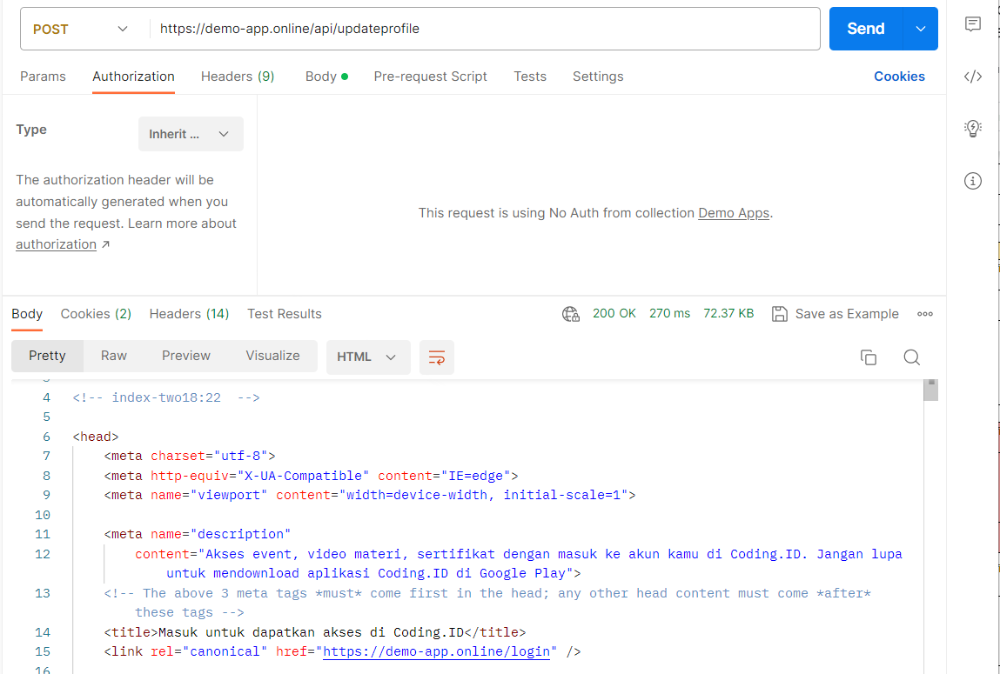 POST https://demo-app.online/api/updateprofile Send
Params Authorization Headers (9) Body Pre-request Script Tests Settings Cookies
Type Inherit ...
The authorization header will be
automatically generated when you
send the request. Learn more about
authorization ↗
This request is using No Auth from collection Demo Apps.
Body Cookies (2) Headers (14) Test Results 200 OK 270 ms 72.37 KB Save as Example
Pretty Raw Preview Visualize HTML
4 <!-- index-two18:22  -->
5
6 <head>
7 <meta charset="utf-8">
8 <meta http-equiv="X-UA-Compatible" content="IE=edge">
9 <meta name="viewport" content="width=device-width, initial-scale=1">
10
11 <meta name="description"
12 content="Akses event, video materi, sertifikat dengan masuk ke akun kamu di Coding.ID. Jangan lupa
untuk mendownload aplikasi Coding.ID di Google Play">
13 <!-- The above 3 meta tags *must* come first in the head; any other head content must come *after*
these tags -->
14 <title>Masuk untuk dapatkan akses di Coding.ID</title>
15 <link rel="canonical" href="https://demo-app.online/login" />
16